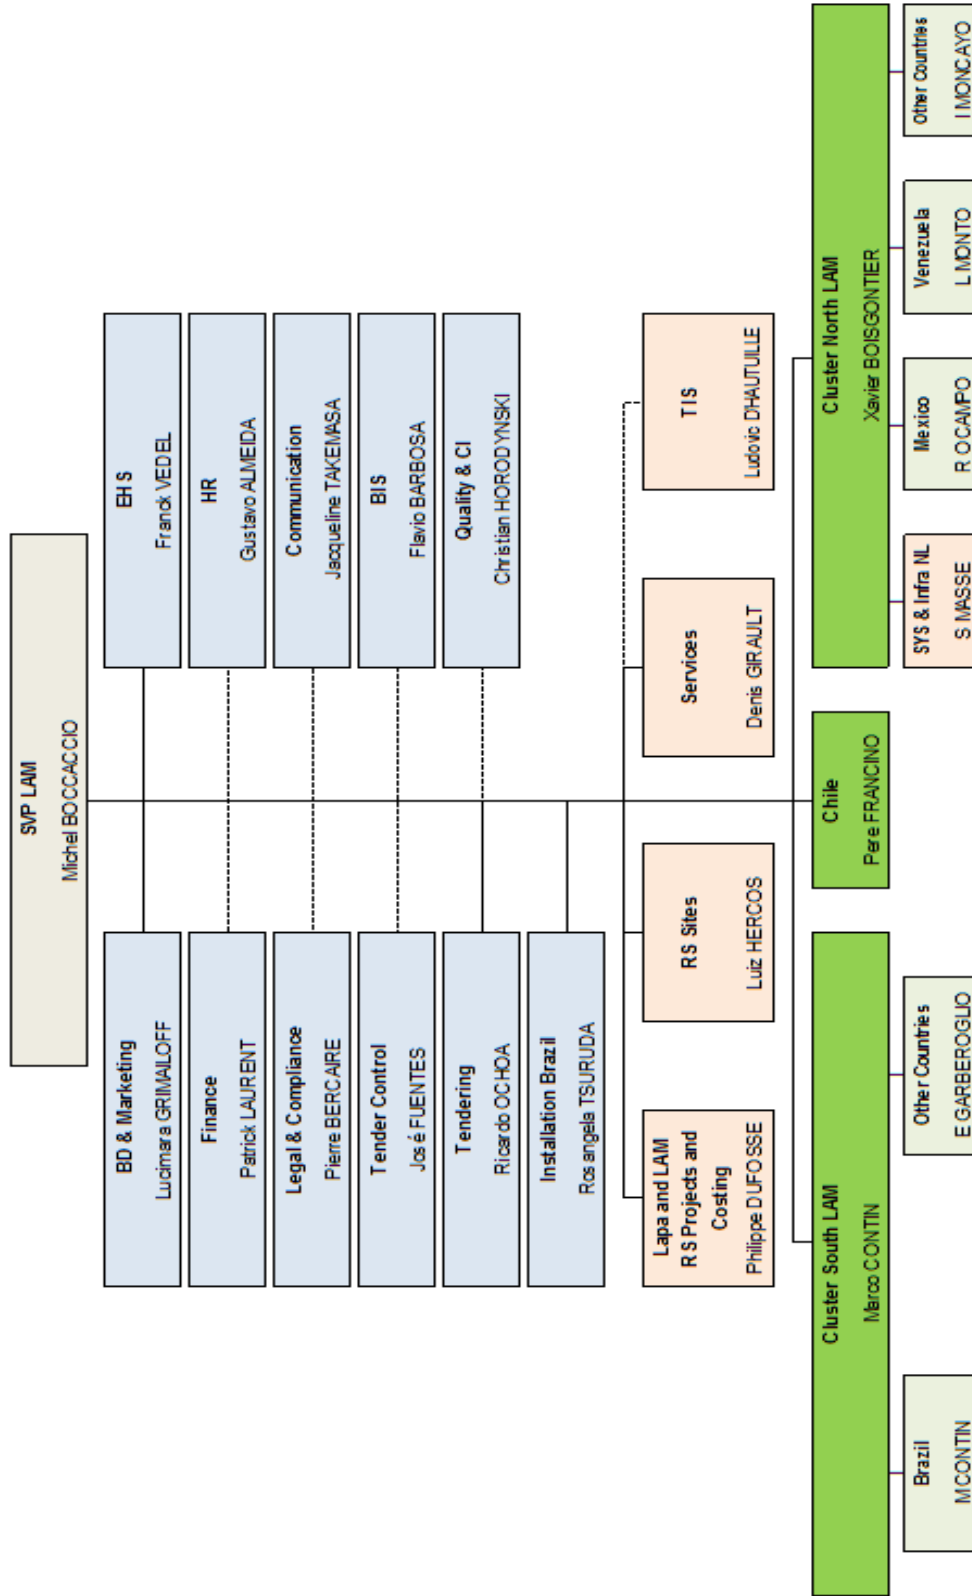 SVP LAM
Michel BOCCACCIO
BD & Marketing
Lucimara GRIMAILOFF
EHS
Franck VEDEL
Finance
Patrick LAURENT
HR
Gustavo ALMEIDA
Legal & Compliance
Pierre BERCAIRE
Communication
Jacqueline TAKEMASA
Tender Control
José FUENTES
BIS
Flavio BARBOSA
Tendering
Ricardo OCHOA
Quality & CI
Christian HORODYNSKI
Installation Brazil
Rosangela TSURUDA
Lapa and LAM
RS Projects and
Costing
Philippe DUFOSSE
RS Sites
Luiz HERCOS
Services
Denis GIRAULT
TIS
Ludovic DHAUTUILLE
Cluster South LAM
Marco CONTIN
Chile
Pere FRANCINO
Cluster North LAM
Xavier BOISGONTIER
Brazil
M CONTIN
Other Countries
E GARBEROGLIO
SYS & Infra NL
S MASSE
Mexico
R OCAMPO
Venezuela
L MONTO
Other Countries
I MONCAYO